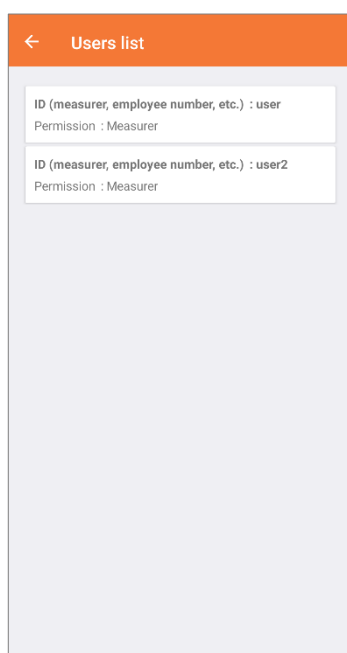 Users list
ID (measurer, employee number, etc.) : user
Permission : Measurer
ID (measurer, employee number, etc.) : user2
Permission : Measurer